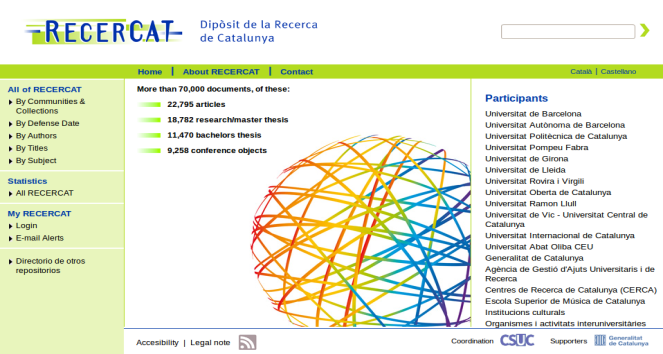 RECERCAT
Dipòsit de la Recerca
de Catalunya
Home | About RECERCAT | Contact
Català | Castellano
All of RECERCAT
By Communities &
Collections
By Defense Date
By Authors
By Titles
By Subject
Statistics
All RECERCAT
My RECERCAT
Login
E-mail Alerts
Directorio de otros
repositorios
More than 70,000 documents, of these:
22,795 articles
18,782 research/master thesis
11,470 bachelors thesis
9,258 conference objects
Participants
Universitat de Barcelona
Universitat Autònoma de Barcelona
Universitat Politècnica de Catalunya
Universitat Pompeu Fabra
Universitat de Girona
Universitat de Lleida
Universitat Rovira i Virgili
Universitat Oberta de Catalunya
Universitat Ramon Llull
Universitat de Vic - Universitat Central de
Catalunya
Universitat Internacional de Catalunya
Universitat Abat Oliba CEU
Generalitat de Catalunya
Agència de Gestió d'Ajuts Universitaris i de
Recerca
Centres de Recerca de Catalunya (CERCA)
Escola Superior de Música de Catalunya
Institucions culturals
Organismes i activitats interuniversitàries
Accesibility | Legal note
Coordination CSUC Supporters Generalitat
de Catalunya